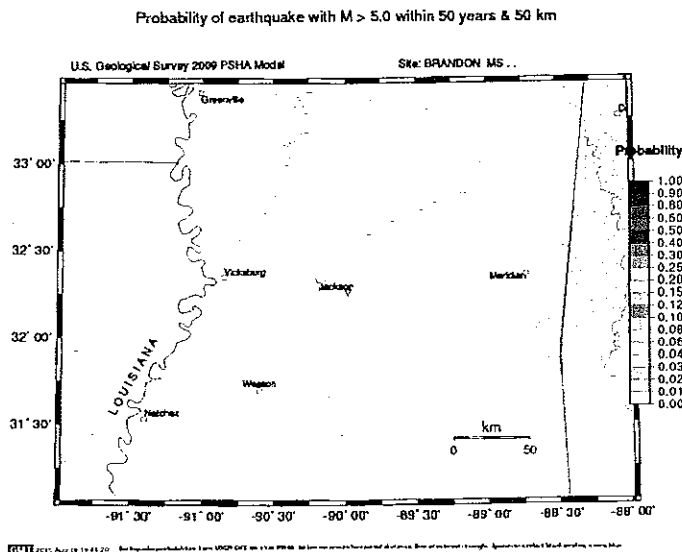 Probability of earthquake with M > 5.0 within 50 years & 50 km
U.S. Geological Survey 2009 PSHA Model
Site: BRANDON MS . .
Greenville
Probability
33° 00'
1.00
0.90
0.80
0.60
0.50
0.40
0.30
0.25
0.20
0.15
0.12
0.10
0.08
0.06
0.04
0.03
0.02
0.01
0.00
32° 30'
Vicksburg
Jackson
Meridian
32° 00'
LOUISIANA
Wesson
31° 30'
Natchez
km
0 50
-91° 30' -91° 00' -90° 30' -90° 00' -89° 30' -89° 00' -88° 30' -88° 00'